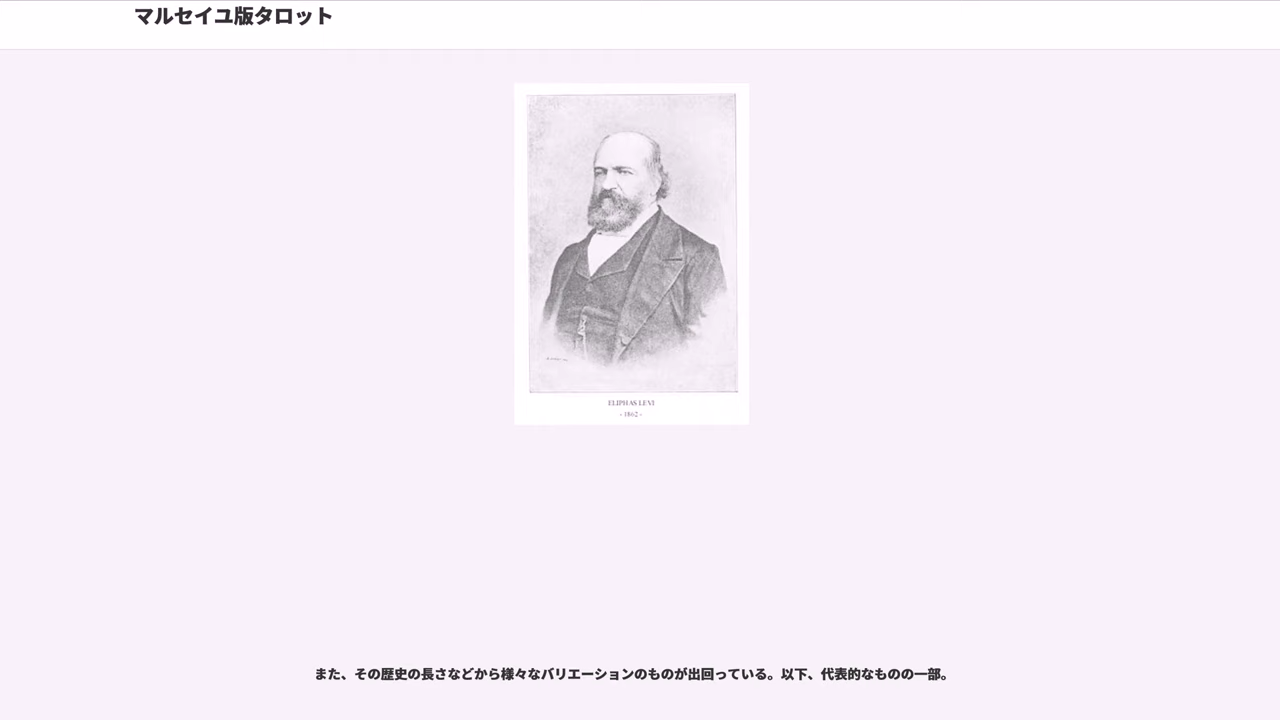 マルセイユ版タロット
ELIPHAS LEVI
- 1862 -
また、その歴史の長さなどから様々なバリエーションのものが出回っている。以下、代表的なものの一部。